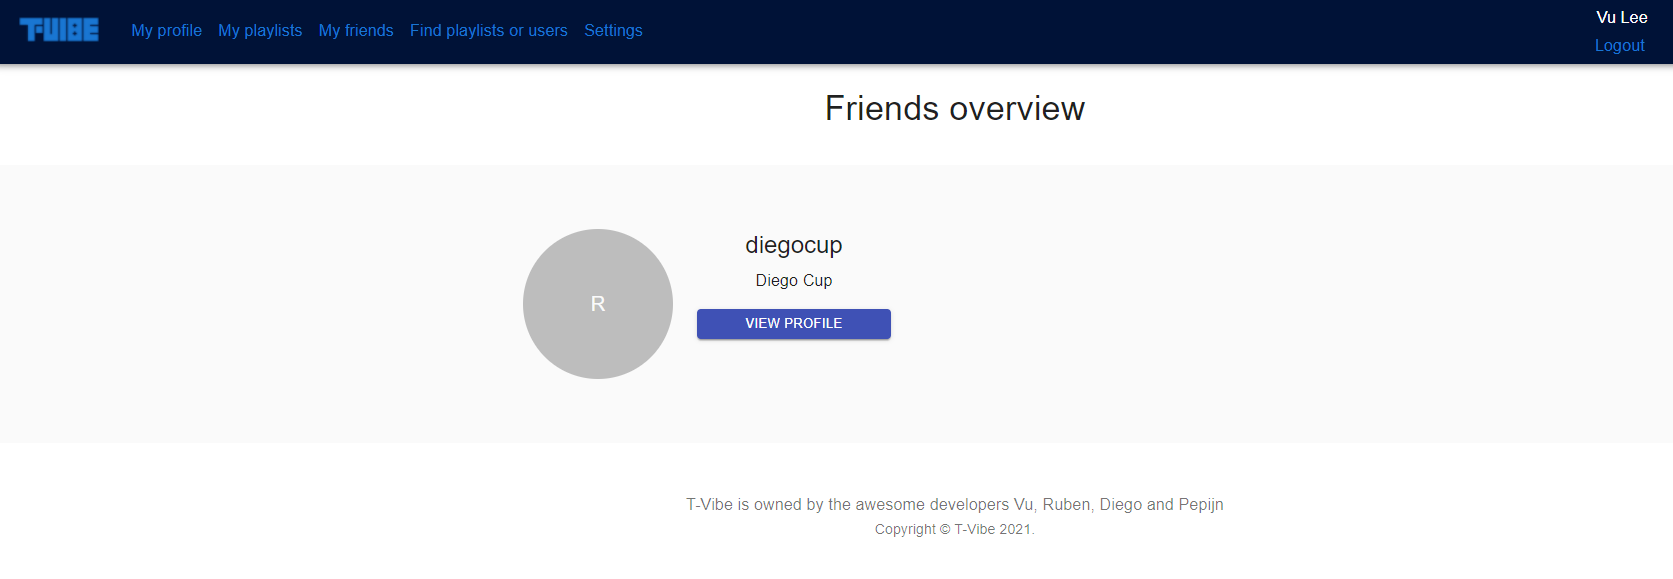 T-VIBE My profile My playlists My friends Find playlists or users Settings
Vu Lee
Logout
Friends overview
R
diegocup
Diego Cup
VIEW PROFILE
T-Vibe is owned by the awesome developers Vu, Ruben, Diego and Pepijn
Copyright © T-Vibe 2021.